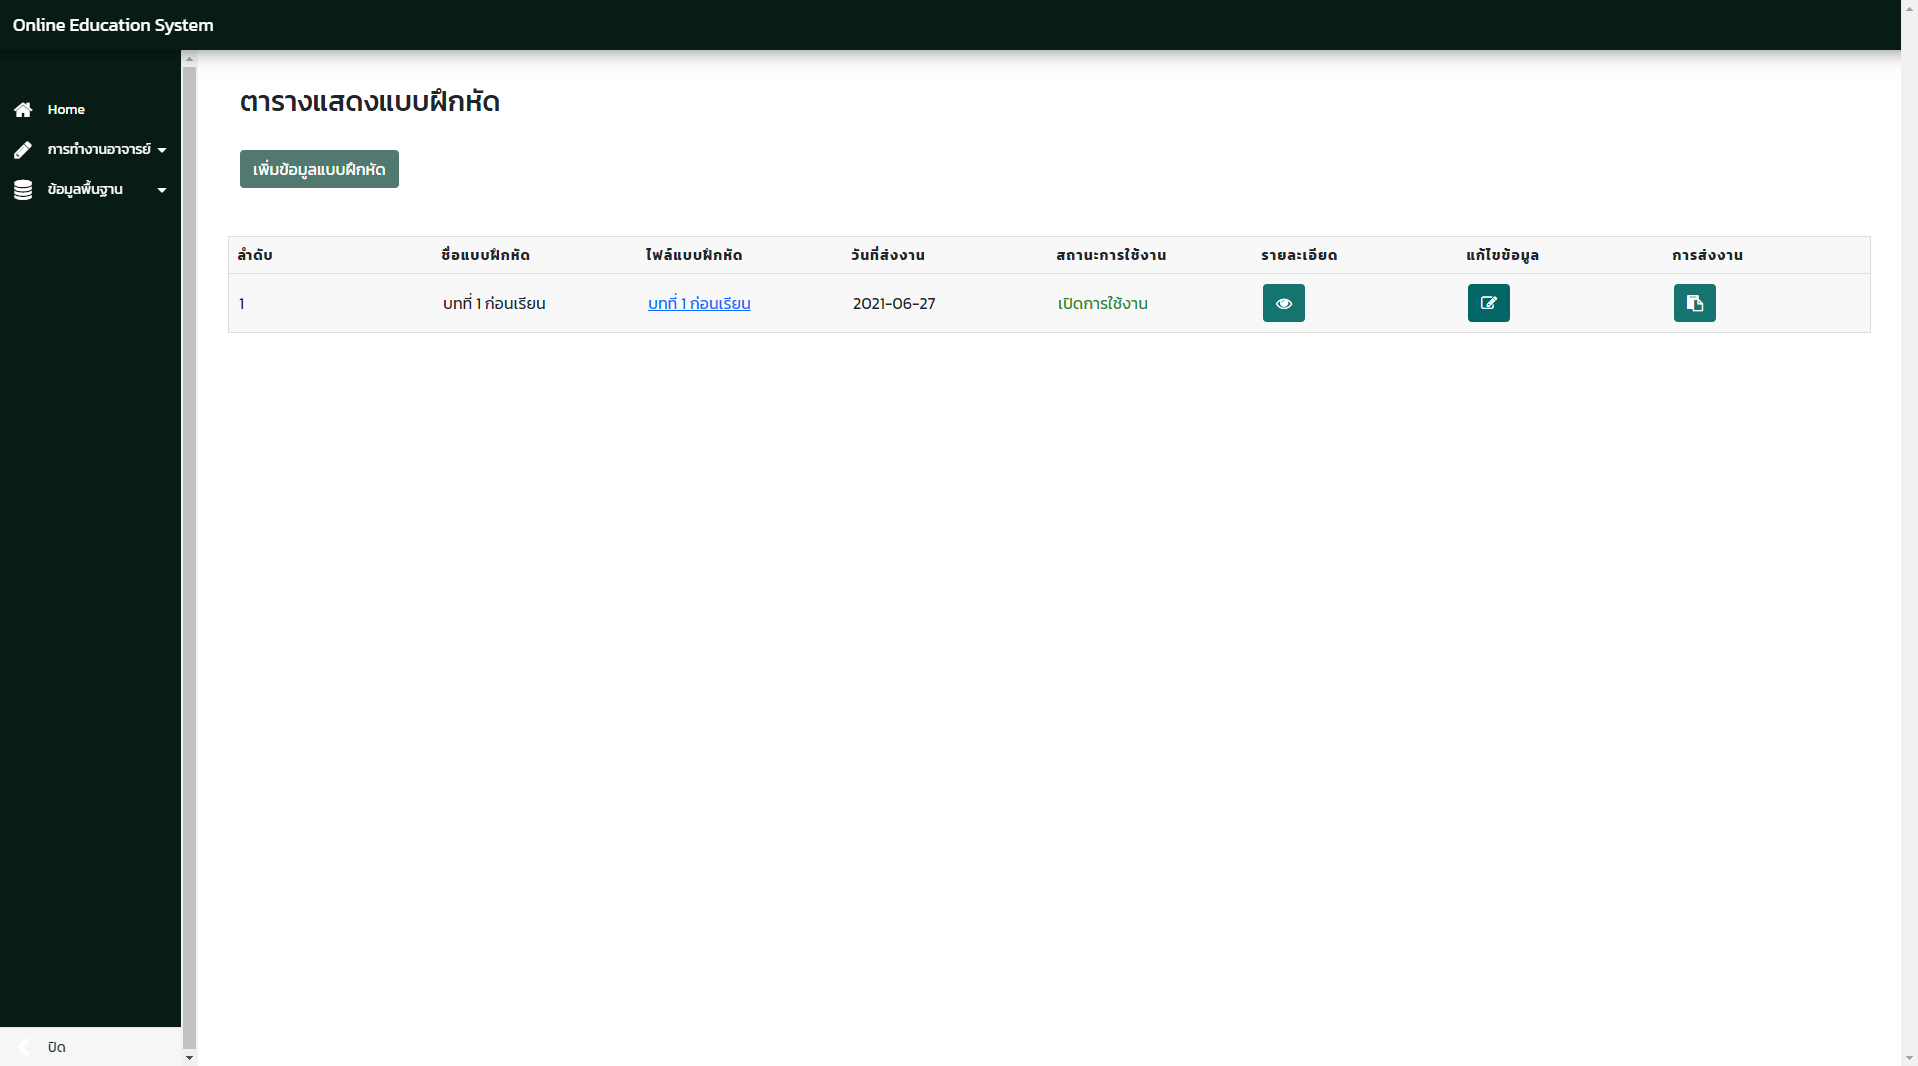 Online Education System
Home
การทำงานอาจารย์
ข้อมูลพื้นฐาน
ปิด
ตารางแสดงแบบฝึกหัด
เพิ่มข้อมูลแบบฝึกหัด
ลำดับ ชื่อแบบฝึกหัด ไฟล์แบบฝึกหัด วันที่ส่งงาน สถานะการใช้งาน รายละเอียด แก้ไขข้อมูล การส่งงาน
1 บทที่ 1 ก่อนเรียน บทที่ 1 ก่อนเรียน 2021-06-27 เปิดการใช้งาน